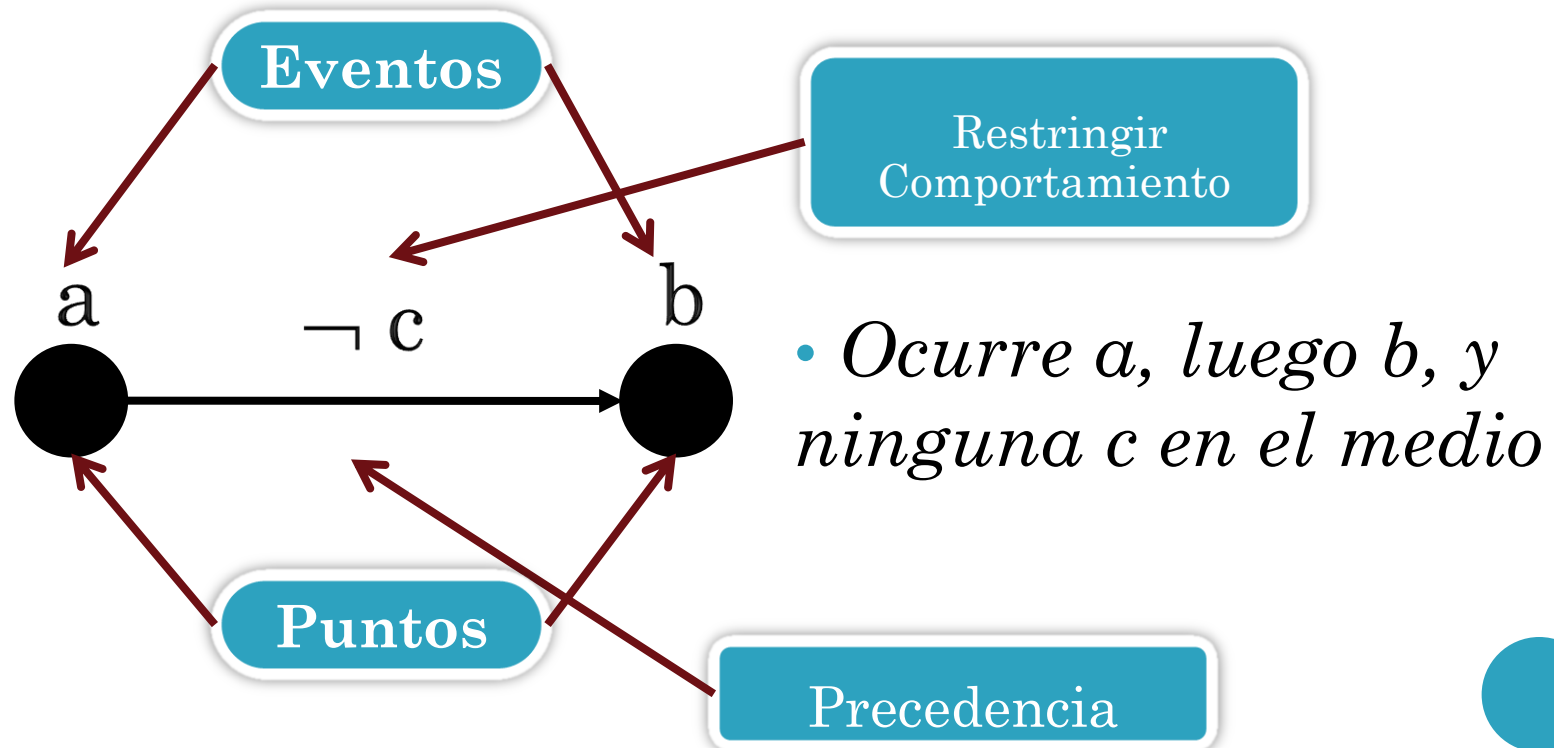 Eventos
Restringir
Comportamiento
a
¬ c
b
• Ocurre a, luego b, y
ninguna c en el medio
Puntos
Precedencia